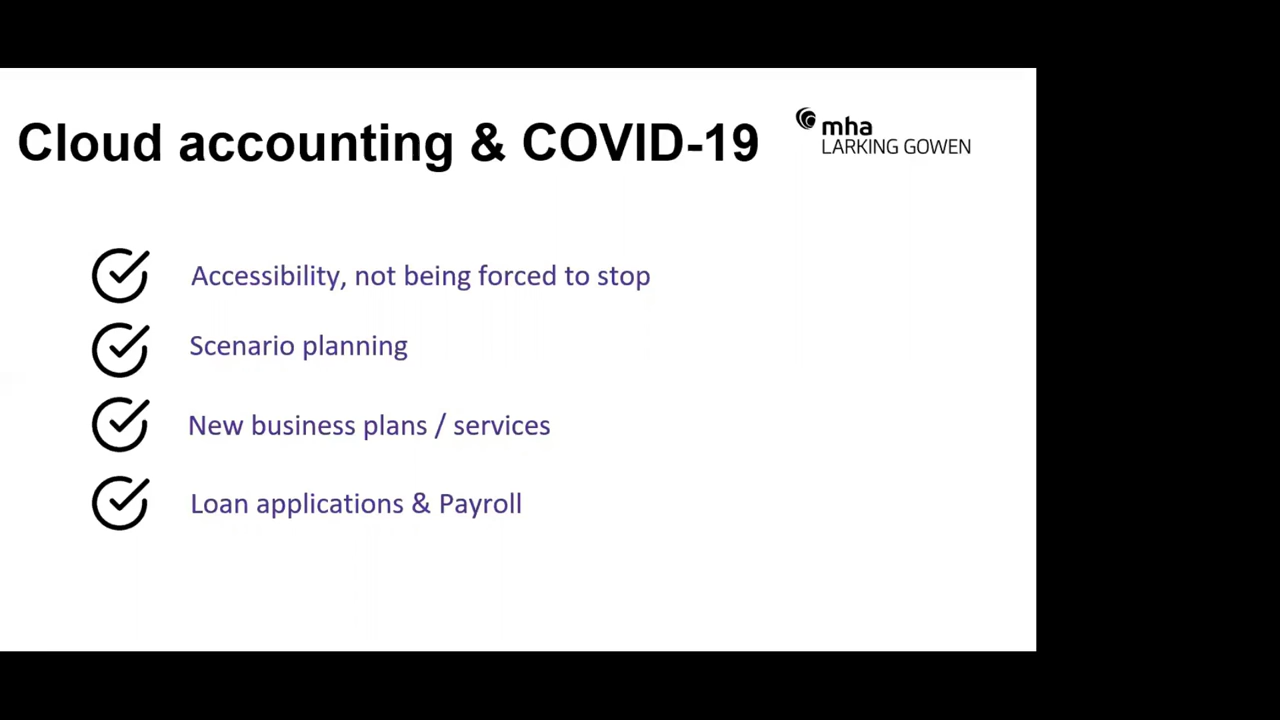 Cloud accounting & COVID-19
mha
LARKING GOWEN
Accessibility, not being forced to stop
Scenario planning
New business plans / services
Loan applications & Payroll